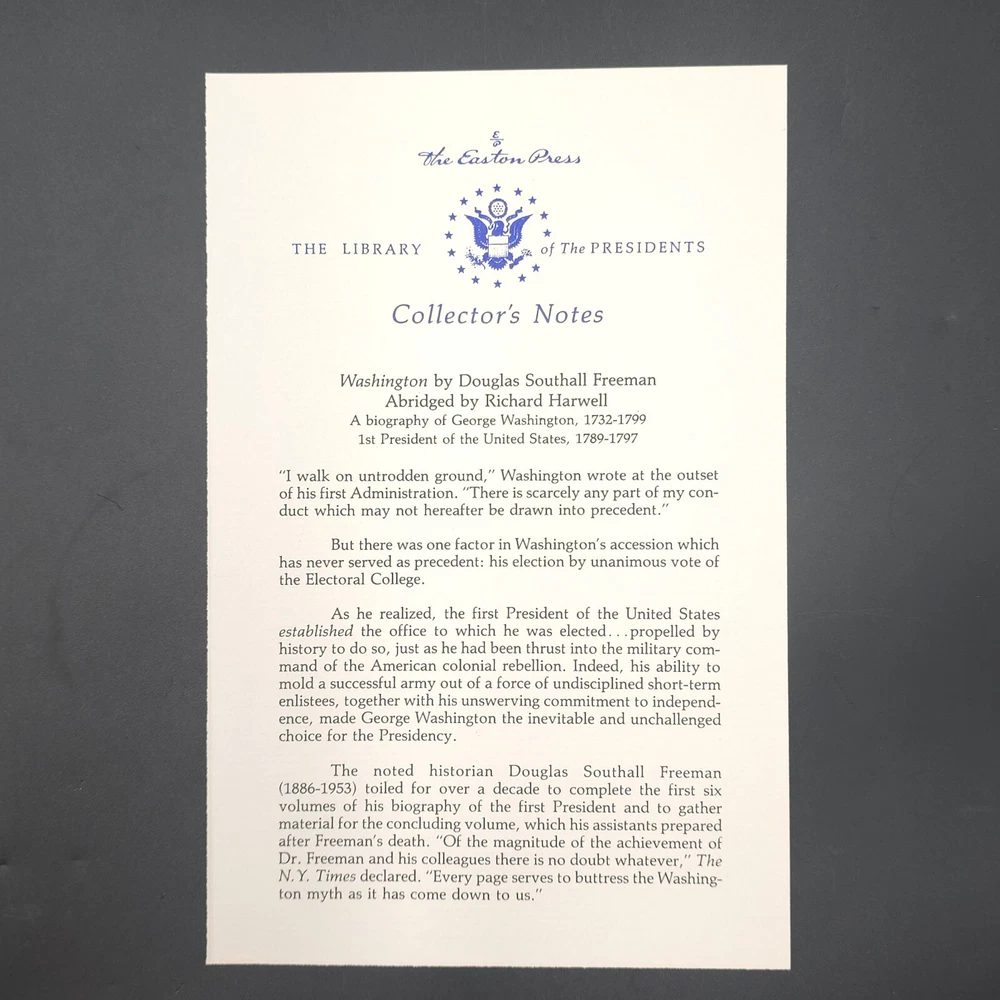 E
P
The Easton Press
THE LIBRARY of The PRESIDENTS
Collector's Notes
Washington by Douglas Southall Freeman
Abridged by Richard Harwell
A biography of George Washington, 1732-1799
1st President of the United States, 1789-1797
"I walk on untrodden ground," Washington wrote at the outset
of his first Administration. "There is scarcely any part of my con-
duct which may not hereafter be drawn into precedent."
But there was one factor in Washington's accession which
has never served as precedent: his election by unanimous vote of
the Electoral College.
As he realized, the first President of the United States
established the office to which he was elected...propelled by
history to do so, just as he had been thrust into the military com-
mand of the American colonial rebellion. Indeed, his ability to
mold a successful army out of a force of undisciplined short-term
enlistees, together with his unswerving commitment to independ-
ence, made George Washington the inevitable and unchallenged
choice for the Presidency.
The noted historian Douglas Southall Freeman
(1886-1953) toiled for over a decade to complete the first six
volumes of his biography of the first President and to gather
material for the concluding volume, which his assistants prepared
after Freeman's death. "Of the magnitude of the achievement of
Dr. Freeman and his colleagues there is no doubt whatever," The
N.Y. Times declared. "Every page serves to buttress the Washing-
ton myth as it has come down to us."